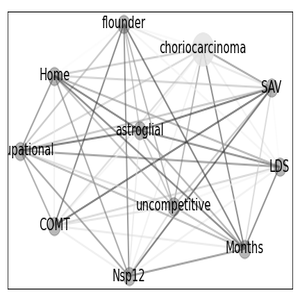 flounder
choriocarcinoma
Home
SAV
astroglial
upational
LDS
uncompetitive
COMT
Months
Nsp12